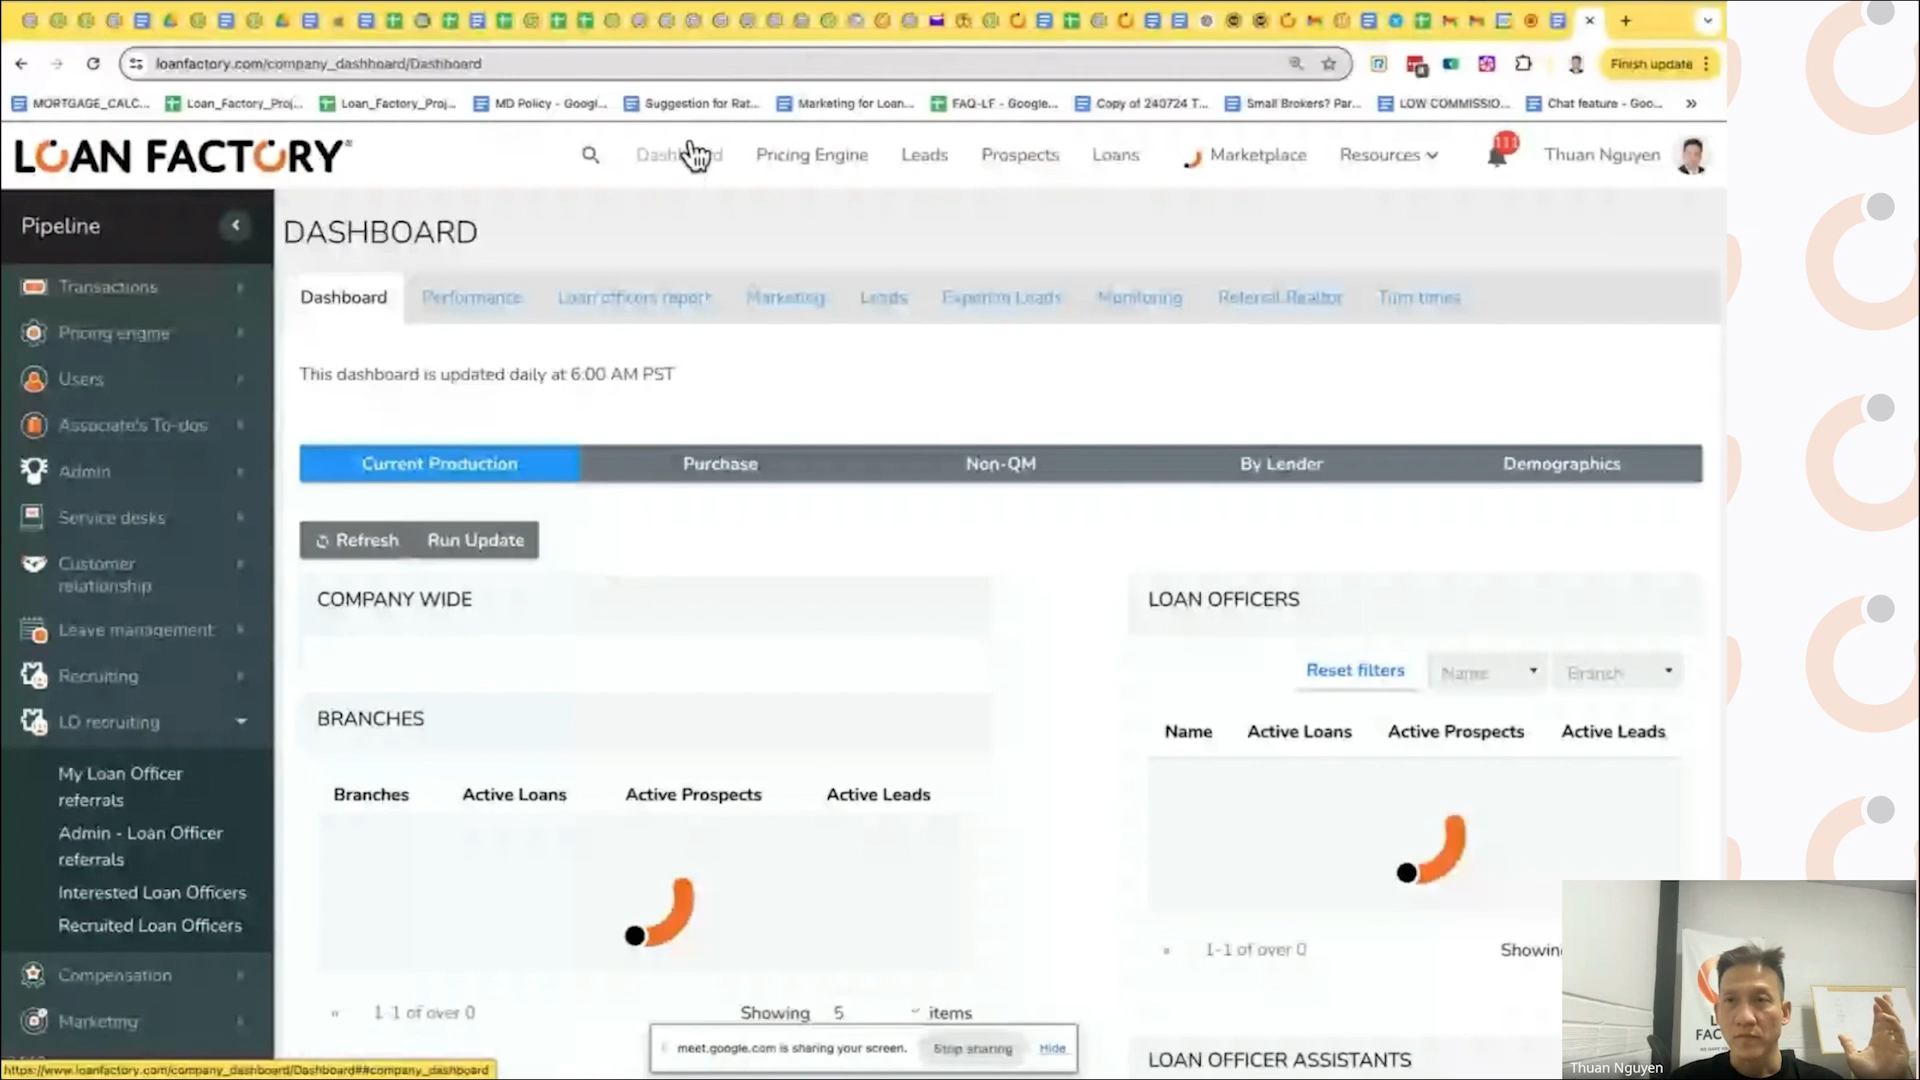 loanfactory.com/company_dashboard/Dashboard
Finish update
MORTGAGE_CALC...
Loan_Factory_Proj...
Loan_Factory_Proj...
MD Policy - Googl...
Suggestion for Rat...
Marketing for Loan...
FAQ-LF - Google...
Copy of 240724 T...
Small Brokers? Par...
LOW COMMISSIO...
Chat feature - Goo...
»
LOAN FACTORY
Dashboard
Pricing Engine
Leads
Prospects
Loans
Marketplace
Resources
111
Thuan Nguyen
Pipeline
Transactions
Pricing engine
Users
Associate's To-dos
Admin
Service desks
Customer
relationship
Leave management
Recruiting
LO recruiting
My Loan Officer
referrals
Admin - Loan Officer
referrals
Interested Loan Officers
Recruited Loan Officers
Compensation
Marketing
DASHBOARD
Dashboard
Performance
Loan officers report
Marketing
Leads
Experian Leads
Monitoring
Referral Realtor
Turn times
This dashboard is updated daily at 6:00 AM PST
Current Production
Purchase
Non-QM
By Lender
Demographics
Refresh
Run Update
COMPANY WIDE
BRANCHES
Branches
Active Loans
Active Prospects
Active Leads
1-1 of over 0
Showing 5 items
LOAN OFFICERS
Reset filters
Name
Branch
Name
Active Loans
Active Prospects
Active Leads
1-1 of over 0
Showin
LOAN OFFICER ASSISTANTS
meet.google.com is sharing your screen.
Stop sharing
Hide
https://www.loanfactory.com/company_dashboard/Dashboard##company_dashboard
Thuan Nguyen